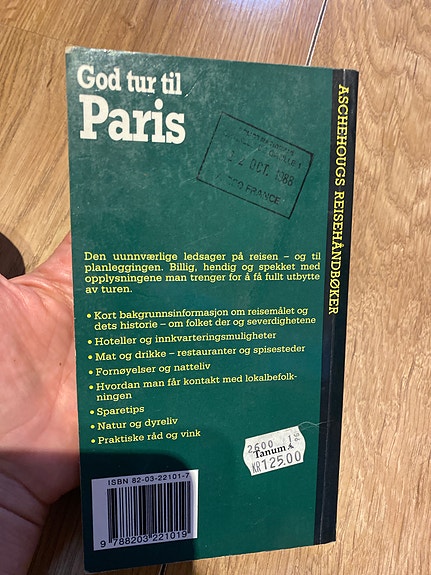 God tur til
Paris
22 OCT. 1988
FRANCE
ASCHEHOUGS REISEHÅNDBØKER
Den uunnværlige ledsager på reisen – og til
planleggingen. Billig, hendig og spekket med
opplysningene man trenger for å få fullt utbytte
av turen.
• Kort bakgrunnsinformasjon om reisemålet og
dets historie – om folket der og severdighetene
• Hoteller og innkvarteringsmuligheter
• Mat og drikke – restauranter og spisesteder
• Fornøyelser og natteliv
• Hvordan man får kontakt med lokalbefolk-
ningen
• Sparetips
• Natur og dyreliv
• Praktiske råd og vink
2600
Tanum
KR 125.00
ISBN 82-03-22101-7
9 788203 221019